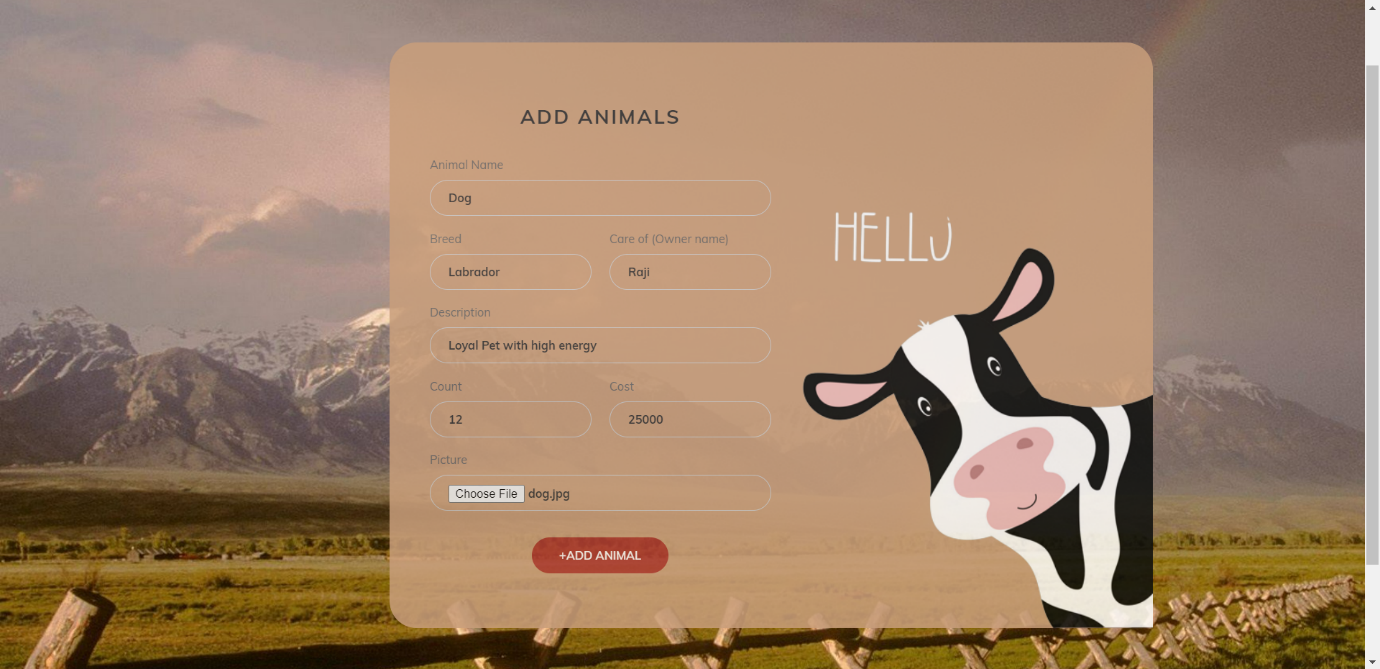 ADD ANIMALS
Animal Name
Dog
Breed Care of (Owner name)
Labrador Raji
Description
Loyal Pet with high energy
Count Cost
12 25000
Picture
Choose File dog.jpg
+ADD ANIMAL
HELLO